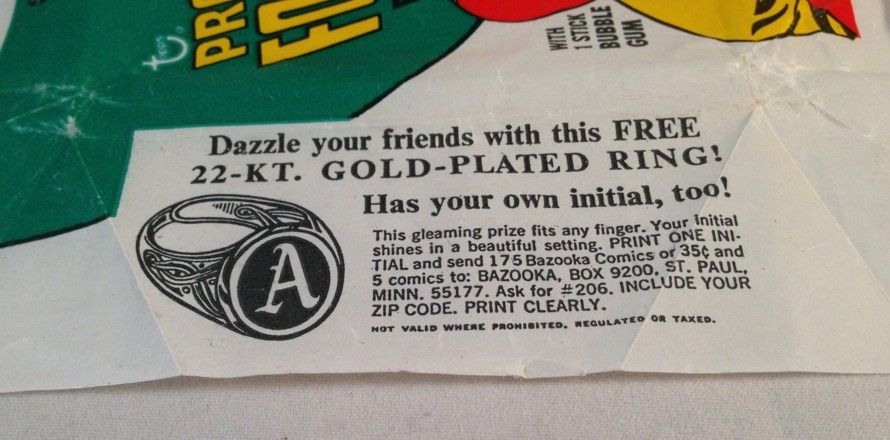 topps
PRO
FOO
WITH
1 STICK
BUBBLE
GUM
Dazzle your friends with this FREE
22-KT. GOLD-PLATED RING!
Has your own initial, too!
This gleaming prize fits any finger. Your initial
shines in a beautiful setting. PRINT ONE INI-
TIAL and send 175 Bazooka Comics or 35¢ and
5 comics to: BAZOOKA, BOX 9200, ST. PAUL,
MINN. 55177. Ask for #206. INCLUDE YOUR
ZIP CODE. PRINT CLEARLY.
NOT VALID WHERE PROHIBITED, REGULATED OR TAXED.
A